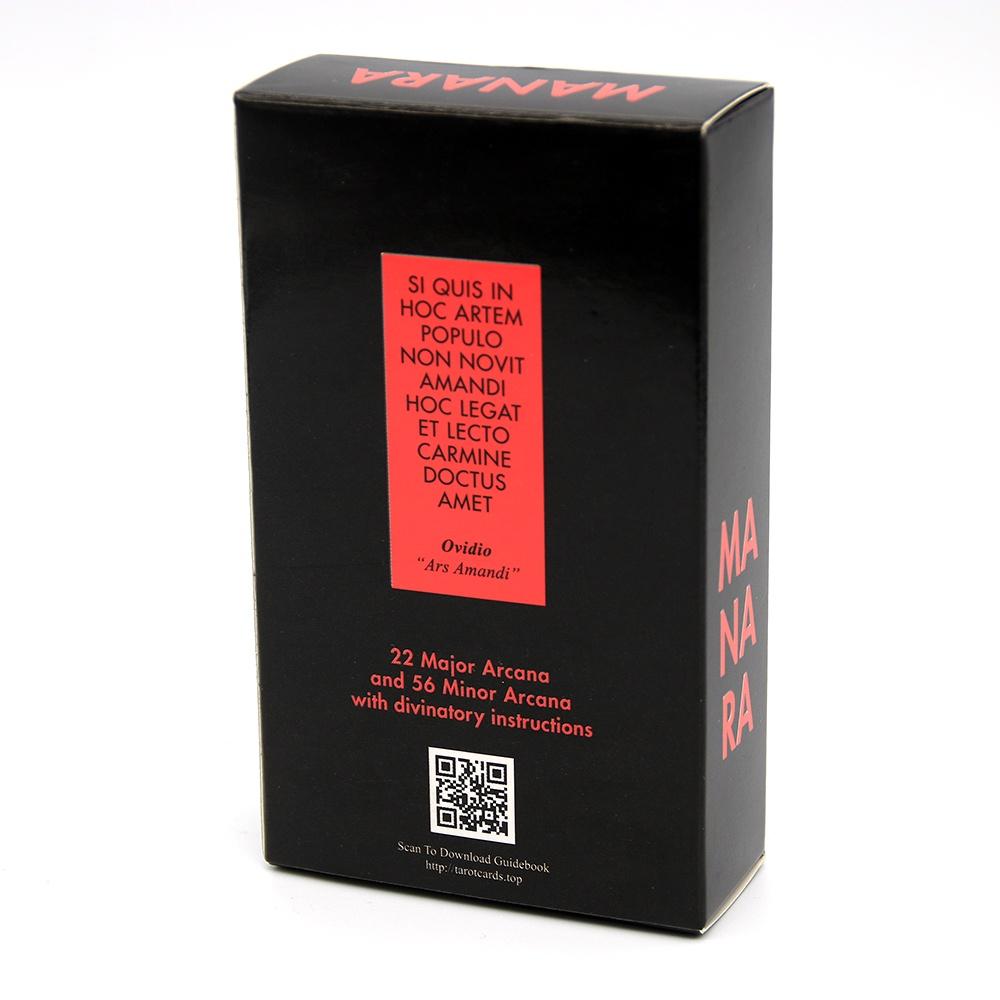 MANARA
SI QUIS IN
HOC ARTEM
POPULO
NON NOVIT
AMANDI
HOC LEGAT
ET LECTO
CARMINE
DOCTUS
AMET
Ovidio
“Ars Amandi”
22 Major Arcana
and 56 Minor Arcana
with divinatory instructions
Scan To Download Guidebook
http://tarotcards.top
MA
NA
RA